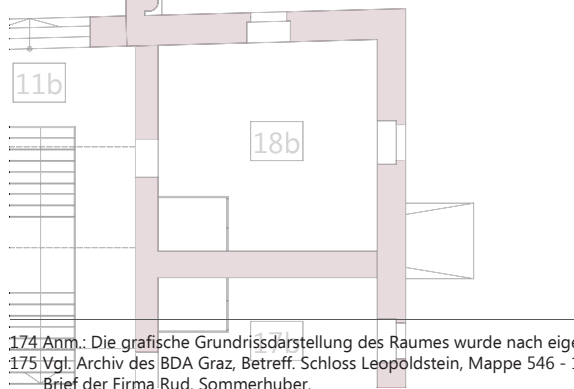 11b
18b
17b
174 Anm.: Die grafische Grundrissdarstellung des Raumes wurde nach
175 Vgl. Archiv des BDA Graz, Betreff. Schloss Leopoldstein, Mappe 546 -
Brief der Firma Rud. Sommerhuber.